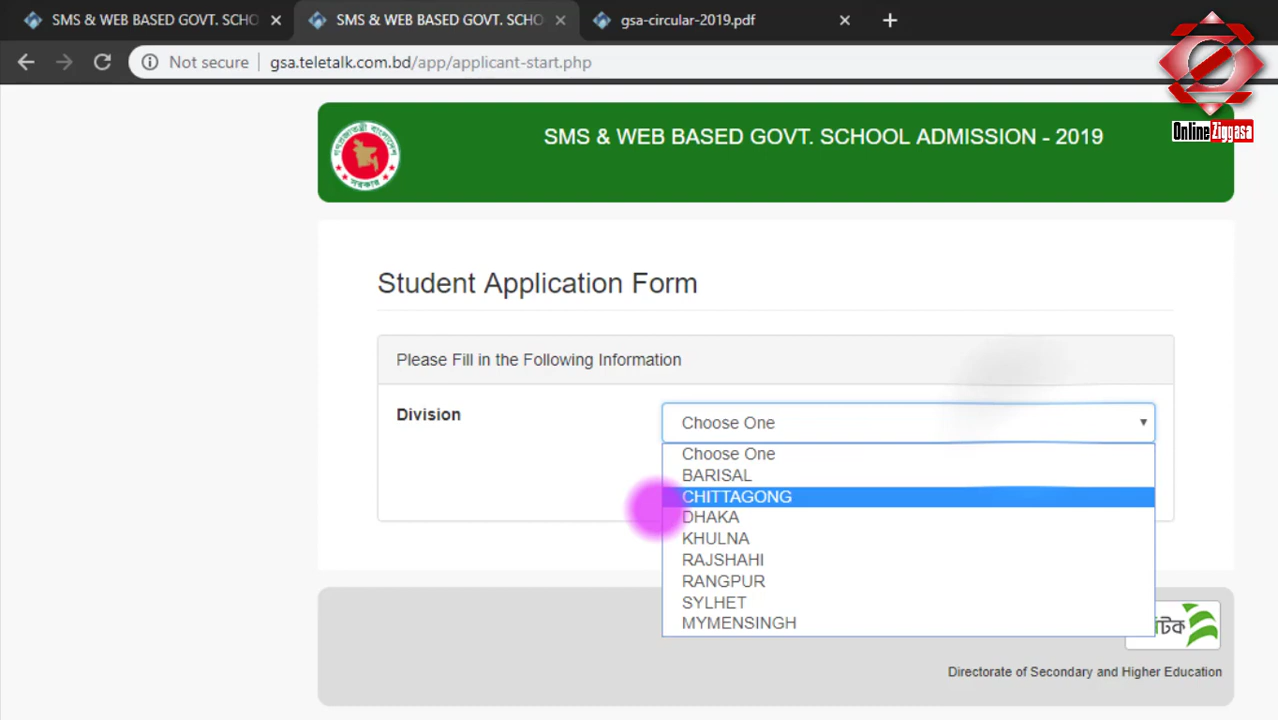 SMS & WEB BASED GOVT. SCHO
SMS & WEB BASED GOVT. SCHO
gsa-circular-2019.pdf
Not secure
gsa.teletalk.com.bd/app/applicant-start.php
OnlineZiggasa
SMS & WEB BASED GOVT. SCHOOL ADMISSION - 2019
Student Application Form
Please Fill in the Following Information
Division
Choose One
Choose One
BARISAL
CHITTAGONG
DHAKA
KHULNA
RAJSHAHI
RANGPUR
SYLHET
MYMENSINGH
Directorate of Secondary and Higher Education